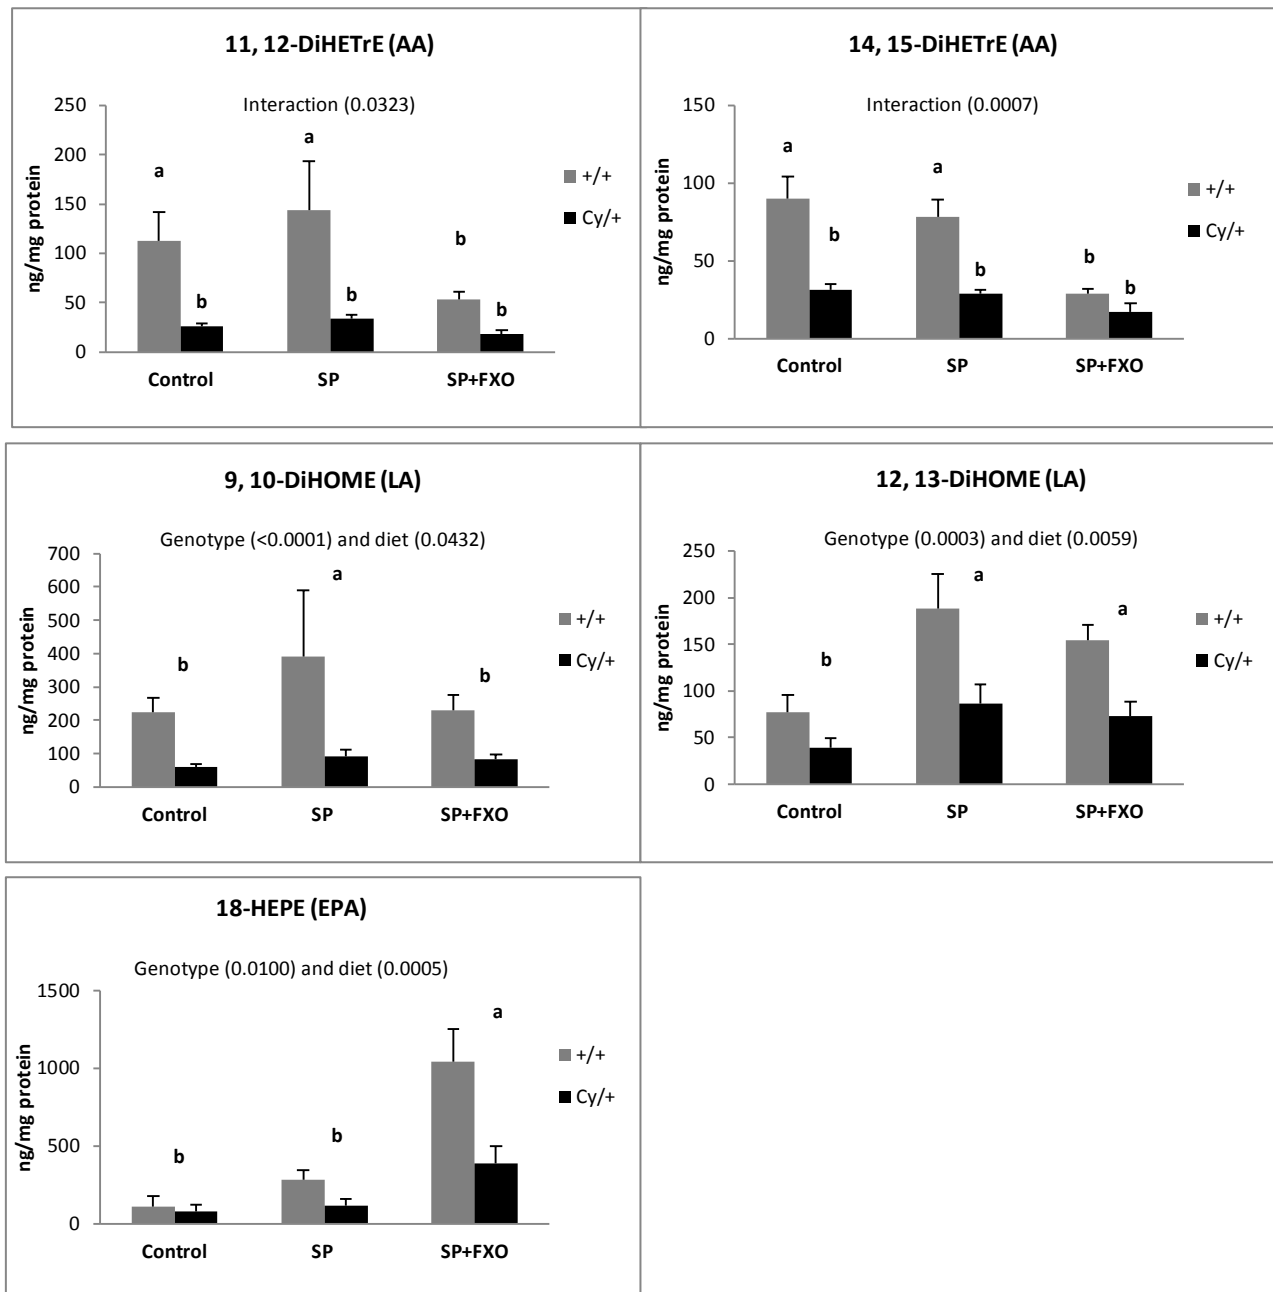 11, 12-DiHETrE (AA)
Interaction (0.0323)
ng/mg protein
250
200
150
100
50
0
a
b
a
b
b
b
Control
SP
SP+FXO
+/+
Cy/+
14, 15-DiHETrE (AA)
Interaction (0.0007)
ng/mg protein
150
100
50
0
a
b
a
b
b
b
Control
SP
SP+FXO
+/+
Cy/+
9, 10-DiHOME (LA)
Genotype (<0.0001) and diet (0.0432)
ng/mg protein
700
600
500
400
300
200
100
0
b
a
b
Control
SP
SP+FXO
+/+
Cy/+
12, 13-DiHOME (LA)
Genotype (0.0003) and diet (0.0059)
ng/mg protein
250
200
150
100
50
0
b
a
a
Control
SP
SP+FXO
+/+
Cy/+
18-HEPE (EPA)
Genotype (0.0100) and diet (0.0005)
ng/mg protein
1500
1000
500
0
b
b
a
Control
SP
SP+FXO
+/+
Cy/+